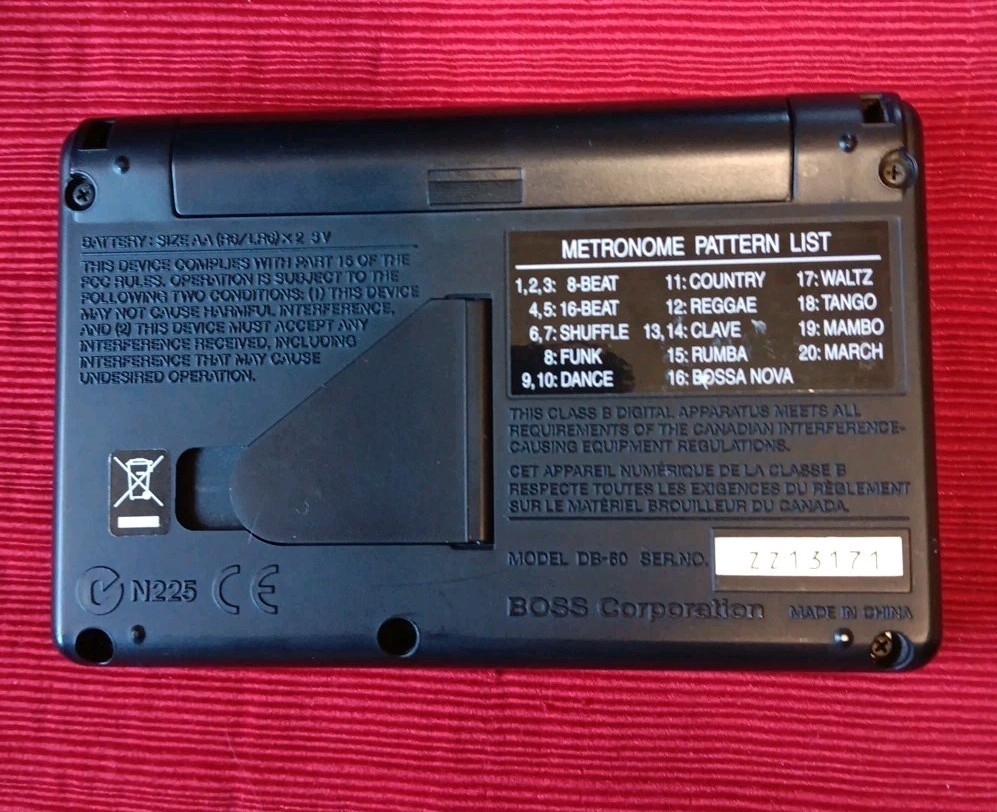 BATTERY : SIZE AA (R6/LR6) × 2 3 V
THIS DEVICE COMPLIES WITH PART 15 OF THE
FCC RULES. OPERATION IS SUBJECT TO THE
FOLLOWING TWO CONDITIONS: (1) THIS DEVICE
MAY NOT CAUSE HARMFUL INTERFERENCE,
AND (2) THIS DEVICE MUST ACCEPT ANY
INTERFERENCE RECEIVED, INCLUDING
INTERFERENCE THAT MAY CAUSE
UNDESIRED OPERATION.
N225 CE
METRONOME PATTERN LIST
1,2,3: 8-BEAT 11: COUNTRY 17: WALTZ
4,5: 16-BEAT 12: REGGAE 18: TANGO
6,7: SHUFFLE 13,14: CLAVE 19: MAMBO
8: FUNK 15: RUMBA 20: MARCH
9,10: DANCE 16: BOSSA NOVA
THIS CLASS B DIGITAL APPARATUS MEETS ALL
REQUIREMENTS OF THE CANADIAN INTERFERENCE-
CAUSING EQUIPMENT REGULATIONS.
CET APPAREIL NUMÉRIQUE DE LA CLASSE B
RESPECTE TOUTES LES EXIGENCES DU RÈGLEMENT
SUR LE MATÉRIEL BROUILLEUR DU CANADA.
MODEL DB-60 SER.NO. ZZ13171
BOSS Corporation MADE IN CHINA